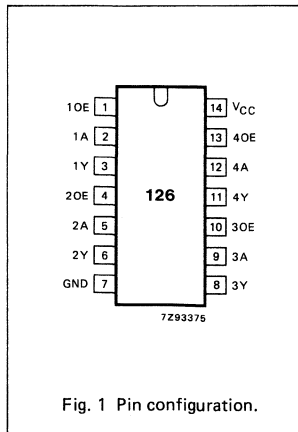 1OE 1 14 VCC
1A 2 13 4OE
1Y 3 12 4A
2OE 4 126 11 4Y
2A 5 10 3OE
2Y 6 9 3A
GND 7 8 3Y
7Z93375
Fig. 1 Pin configuration.